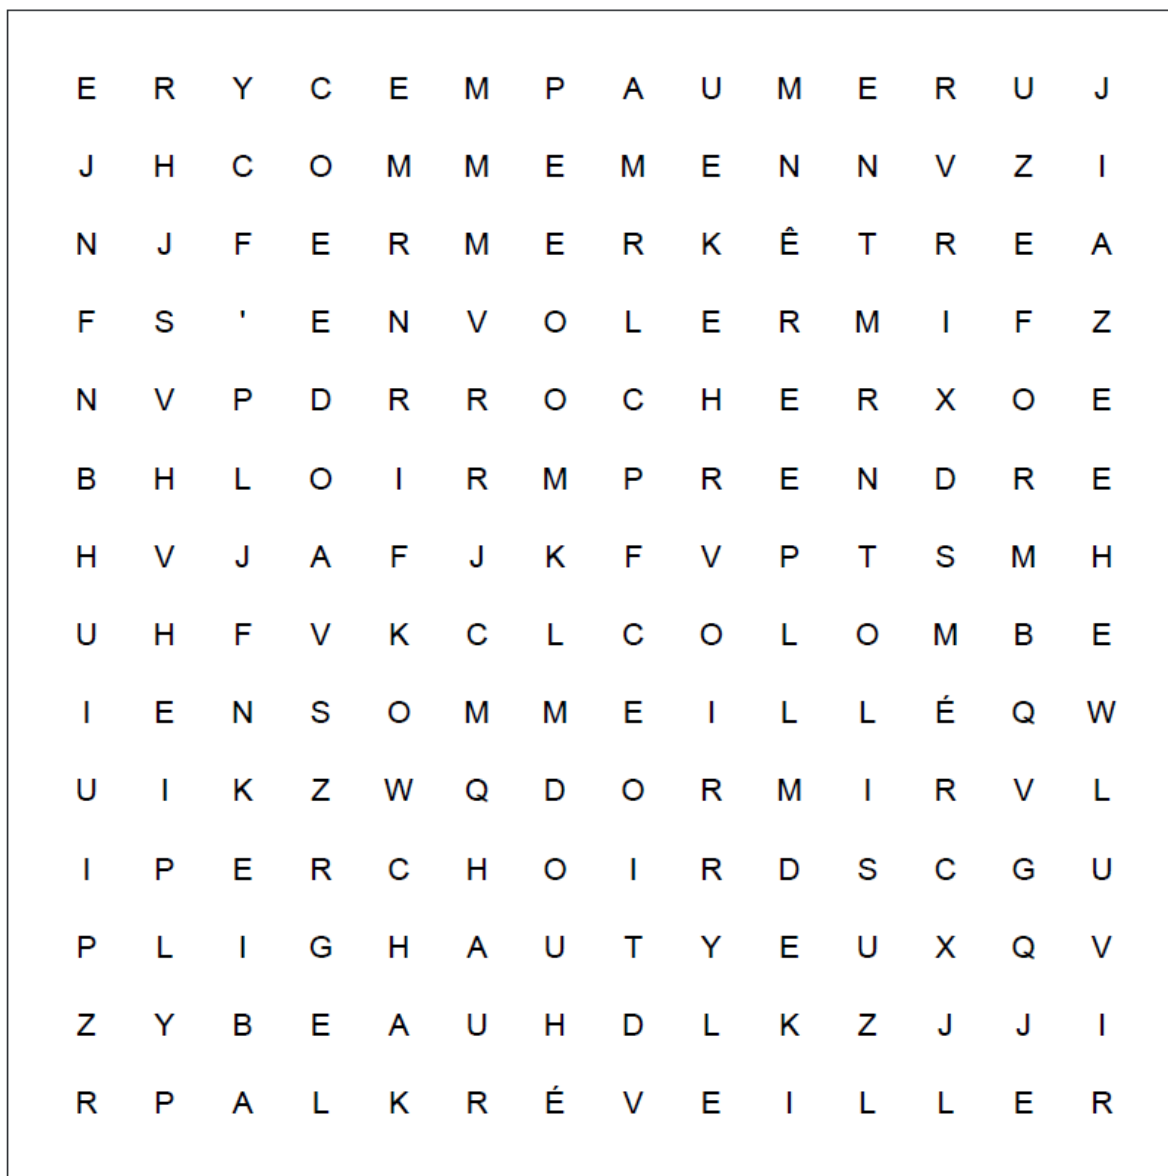 E R Y C E M P A U M E R U J
J H C O M M E M E N N V Z I
N J F E R M E R K Ê T R E A
F S ' E N V O L E R M I F Z
N V P D R R O C H E R X O E
B H L O I R M P R E N D R E
H V J A F J K F V P T S M H
U H F V K C L C O L O M B E
I E N S O M M E I L L É Q W
U I K Z W Q D O R M I R V L
I P E R C H O I R D S C G U
P L I G H A U T Y E U X Q V
Z Y B E A U H D L K Z J J I
R P A L K R É V E I L L E R